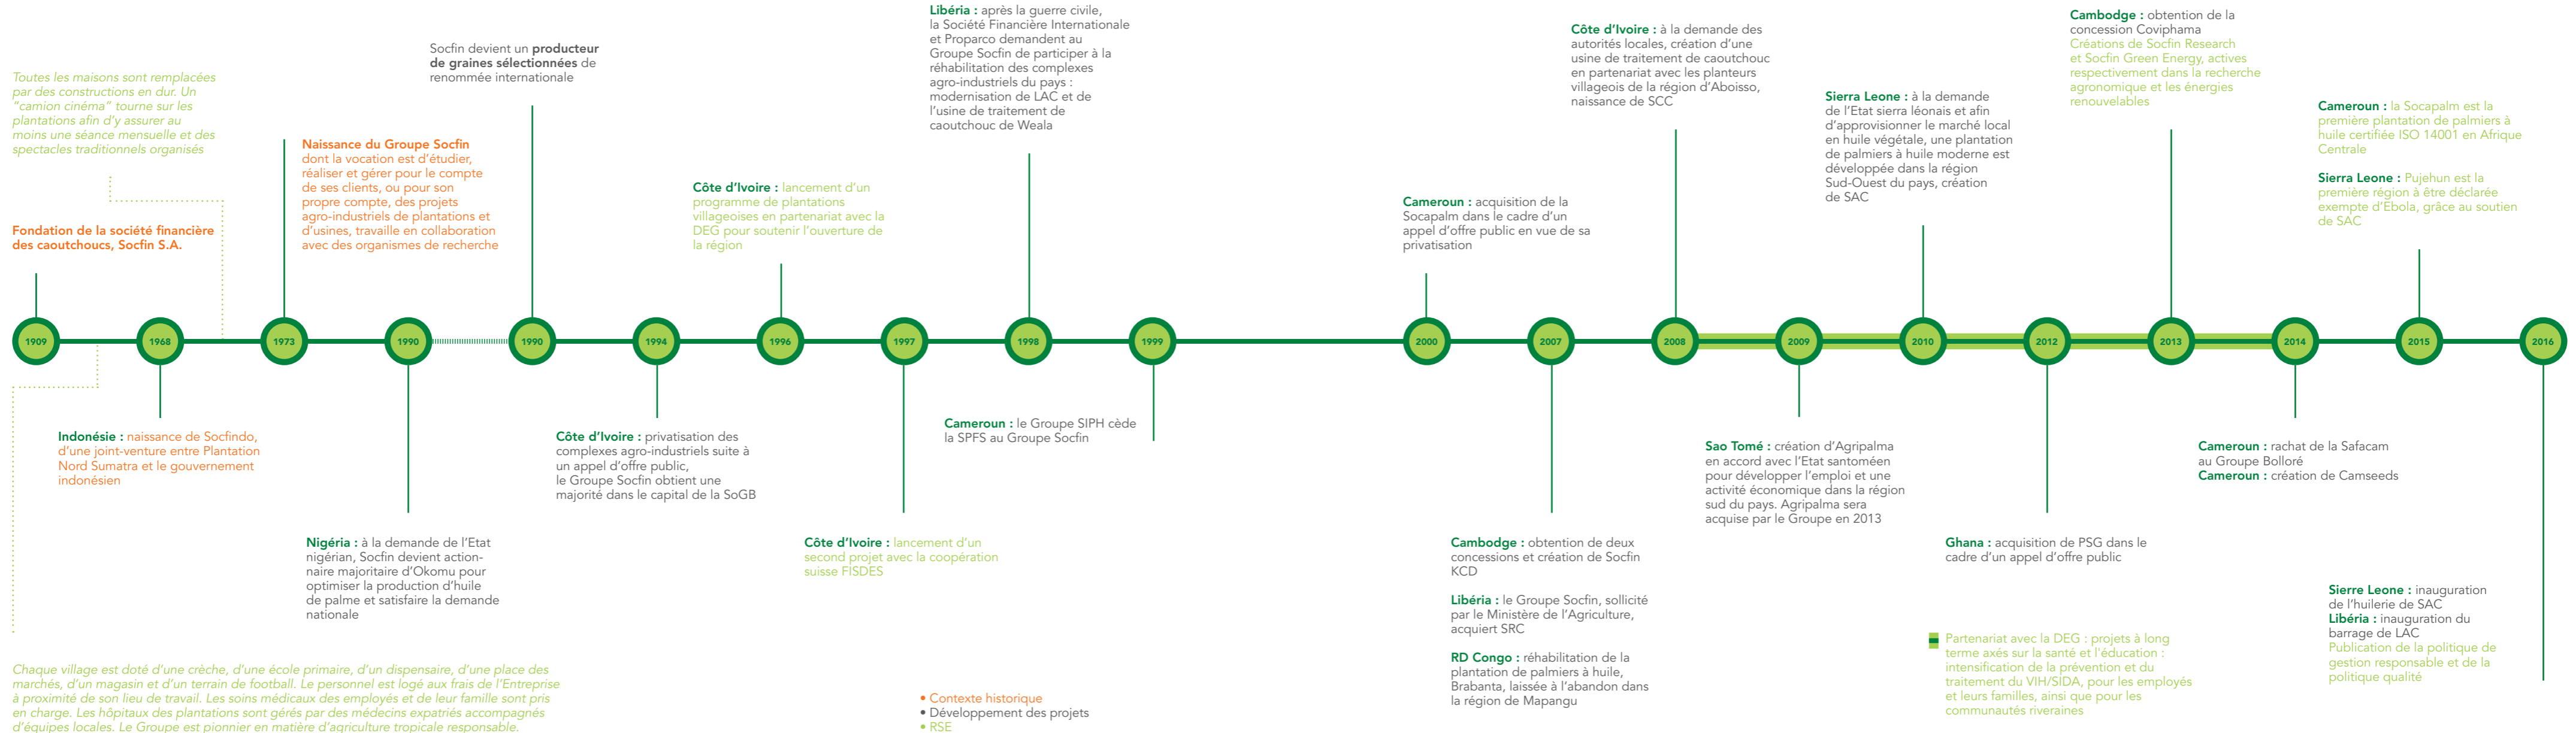 Toutes les maisons sont remplacées
par des constructions en dur. Un
"camion cinéma" tourne sur les
plantations afin d'y assurer au
moins une séance mensuelle et des
spectacles traditionnels organisés
Fondation de la société financière
des caoutchoucs, Socfin S.A.
Naissance du Groupe Socfin
dont la vocation est d'étudier,
réaliser et gérer pour le compte
de ses clients, ou pour son
propre compte, des projets
agro-industriels de plantations et
d'usines, travaille en collaboration
avec des organismes de recherche
Socfin devient un producteur
de graines sélectionnées de
renommée internationale
Côte d'Ivoire : lancement d'un
programme de plantations
villageoises en partenariat avec la
DEG pour soutenir l'ouverture de
la région
Libéria : après la guerre civile,
la Société Financière Internationale
et Proparco demandent au
Groupe Socfin de participer à la
réhabilitation des complexes
agro-industriels du pays :
modernisation de LAC et de
l'usine de traitement de
caoutchouc de Weala
Cameroun : acquisition de la
Socapalm dans le cadre d'un
appel d'offre public en vue de sa
privatisation
Côte d'Ivoire : à la demande des
autorités locales, création d'une
usine de traitement de caoutchouc
en partenariat avec les planteurs
villageois de la région d'Aboisso,
naissance de SCC
Sierra Leone : à la demande
de l'Etat sierra léonais et afin
d'approvisionner le marché local
en huile végétale, une plantation
de palmiers à huile moderne est
développée dans la région
Sud-Ouest du pays, création
de SAC
Cambodge : obtention de la
concession Coviphama
Créations de Socfin Research
et Socfin Green Energy, actives
respectivement dans la recherche
agronomique et les énergies
renouvelables
Cameroun : la Socapalm est la
première plantation de palmiers à
huile certifiée ISO 14001 en Afrique
Centrale
Sierra Leone : Pujehun est la
première région à être déclarée
exempte d'Ebola, grâce au soutien
de SAC
1909 1968 1973 1990 1990 1994 1996 1997 1998 1999 2000 2007 2008 2009 2010 2012 2013 2014 2015 2016
Indonésie : naissance de Socfindo,
d'une joint-venture entre Plantation
Nord Sumatra et le gouvernement
indonésien
Nigéria : à la demande de l'Etat
nigérian, Socfin devient action-
naire majoritaire d'Okomu pour
optimiser la production d'huile
de palme et satisfaire la demande
nationale
Côte d'Ivoire : privatisation des
complexes agro-industriels suite à
un appel d'offre public,
le Groupe Socfin obtient une
majorité dans le capital de la SoGB
Côte d'Ivoire : lancement d'un
second projet avec la coopération
suisse FISDES
Cameroun : le Groupe SIPH cède
la SPFS au Groupe Socfin
Cambodge : obtention de deux
concessions et création de Socfin
KCD
Libéria : le Groupe Socfin, sollicité
par le Ministère de l'Agriculture,
acquiert SRC
RD Congo : réhabilitation de la
plantation de palmiers à huile,
Brabanta, laissée à l'abandon dans
la région de Mapangu
Sao Tomé : création d'Agripalma
en accord avec l'Etat santoméen
pour développer l'emploi et une
activité économique dans la région
sud du pays. Agripalma sera
acquise par le Groupe en 2013
Ghana : acquisition de PSG dans le
cadre d'un appel d'offre public
Cameroun : rachat de la Safacam
au Groupe Bolloré
Cameroun : création de Camseeds
Sierre Leone : inauguration
de l'huilerie de SAC
Libéria : inauguration du
barrage de LAC
Publication de la politique de
gestion responsable et de la
politique qualité
Partenariat avec la DEG : projets à long
terme axés sur la santé et l'éducation :
intensification de la prévention et du
traitement du VIH/SIDA, pour les employés
et leurs familles, ainsi que pour les
communautés riveraines
Chaque village est doté d'une crèche, d'une école primaire, d'un dispensaire, d'une place des
marchés, d'un magasin et d'un terrain de football. Le personnel est logé aux frais de l'Entreprise
à proximité de son lieu de travail. Les soins médicaux des employés et de leur famille sont pris
en charge. Les hôpitaux des plantations sont gérés par des médecins expatriés accompagnés
d'équipes locales. Le Groupe est pionnier en matière d'agriculture tropicale responsable.
• Contexte historique
• Développement des projets
• RSE